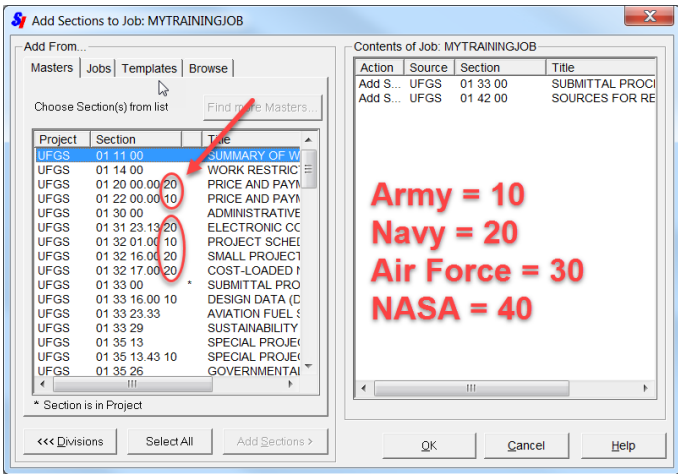 Add Sections to Job: MYTRAININGJOB
Add From...
Masters Jobs Templates Browse
Choose Section(s) from list Find more Masters...
Project Section Title
UFGS 01 11 00 SUMMARY OF W
UFGS 01 14 00 WORK RESTRIC
UFGS 01 20 00.00 20 PRICE AND PAYM
UFGS 01 22 00.00 10 PRICE AND PAYM
UFGS 01 30 00 ADMINISTRATIVE
UFGS 01 31 23.13 20 ELECTRONIC CO
UFGS 01 32 01.00 10 PROJECT SCHED
UFGS 01 32 16.00 20 SMALL PROJECT
UFGS 01 32 17.00 20 COST-LOADED N
UFGS 01 33 00 * SUBMITTAL PRO
UFGS 01 33 16.00 10 DESIGN DATA (D
UFGS 01 33 23.33 AVIATION FUEL S
UFGS 01 33 29 SUSTAINABILITY
UFGS 01 35 13 SPECIAL PROJE
UFGS 01 35 13.43 10 SPECIAL PROJE
UFGS 01 35 26 GOVERNMENTAL
* Section is in Project
<<< Divisions Select All Add Sections >
Contents of Job: MYTRAININGJOB
Action Source Section Title
Add S... UFGS 01 33 00 SUBMITTAL PROC
Add S... UFGS 01 42 00 SOURCES FOR RE
Army = 10
Navy = 20
Air Force = 30
NASA = 40
OK Cancel Help